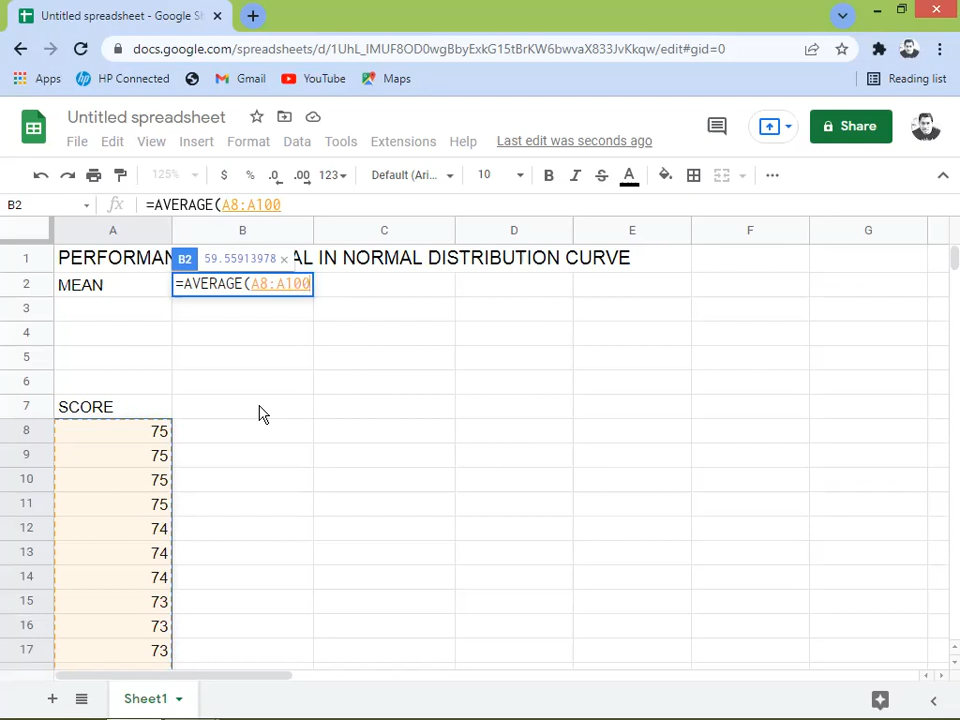 Untitled spreadsheet - Google Sh
docs.google.com/spreadsheets/d/1UhL_IMUF8OD0wgBbyExkG15tBrKW6bwvaX833JvKkqw/edit#gid=0
Apps HP Connected Gmail YouTube Maps Reading list
Untitled spreadsheet
File Edit View Insert Format Data Tools Extensions Help Last edit was seconds ago
Share
125% $ % .0 .00 123 Default (Ari... 10 B I S A
B2 fx =AVERAGE(A8:A100
A B C D E F G
1 PERFORMAN AL IN NORMAL DISTRIBUTION CURVE
B2 59.55913978 ×
2 MEAN =AVERAGE(A8:A100
3
4
5
6
7 SCORE
8 75
9 75
10 75
11 75
12 74
13 74
14 74
15 73
16 73
17 73
Sheet1